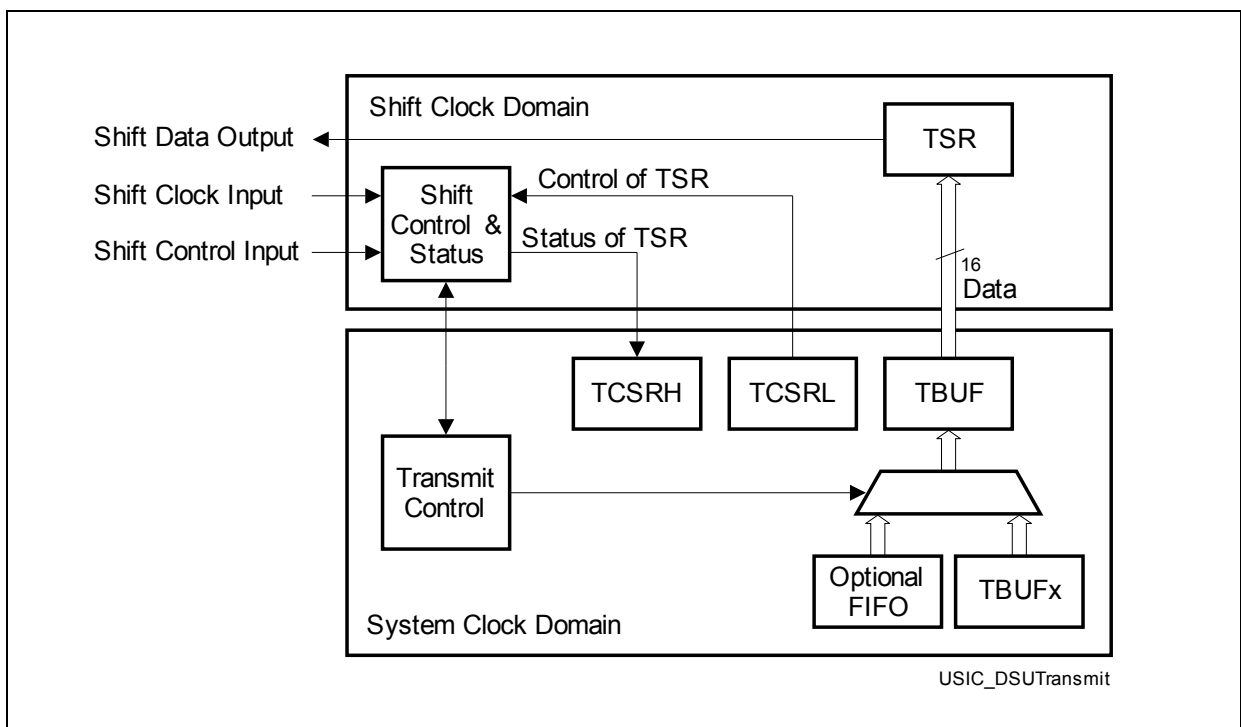 Shift Clock Domain
TSR
Shift Data Output
Shift Clock Input
Shift Control Input
Shift
Control &
Status
Control of TSR
Status of TSR
16
Data
TCSRH
TCSRL
TBUF
Transmit
Control
Optional
FIFO
TBUFx
System Clock Domain
USIC_DSUTransmit